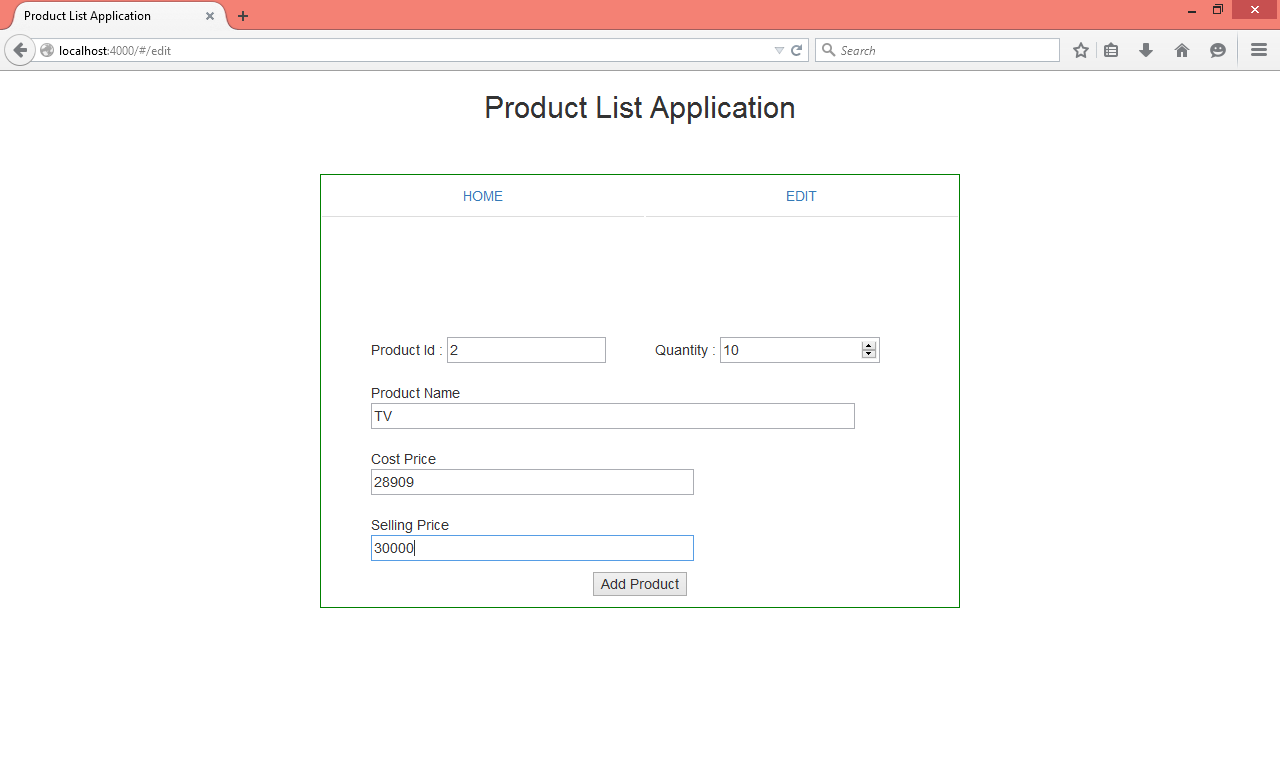 Product List Application
localhost:4000/#/edit
Search
Product List Application
HOME EDIT
Product Id : 2 Quantity : 10
Product Name
TV
Cost Price
28909
Selling Price
30000
Add Product